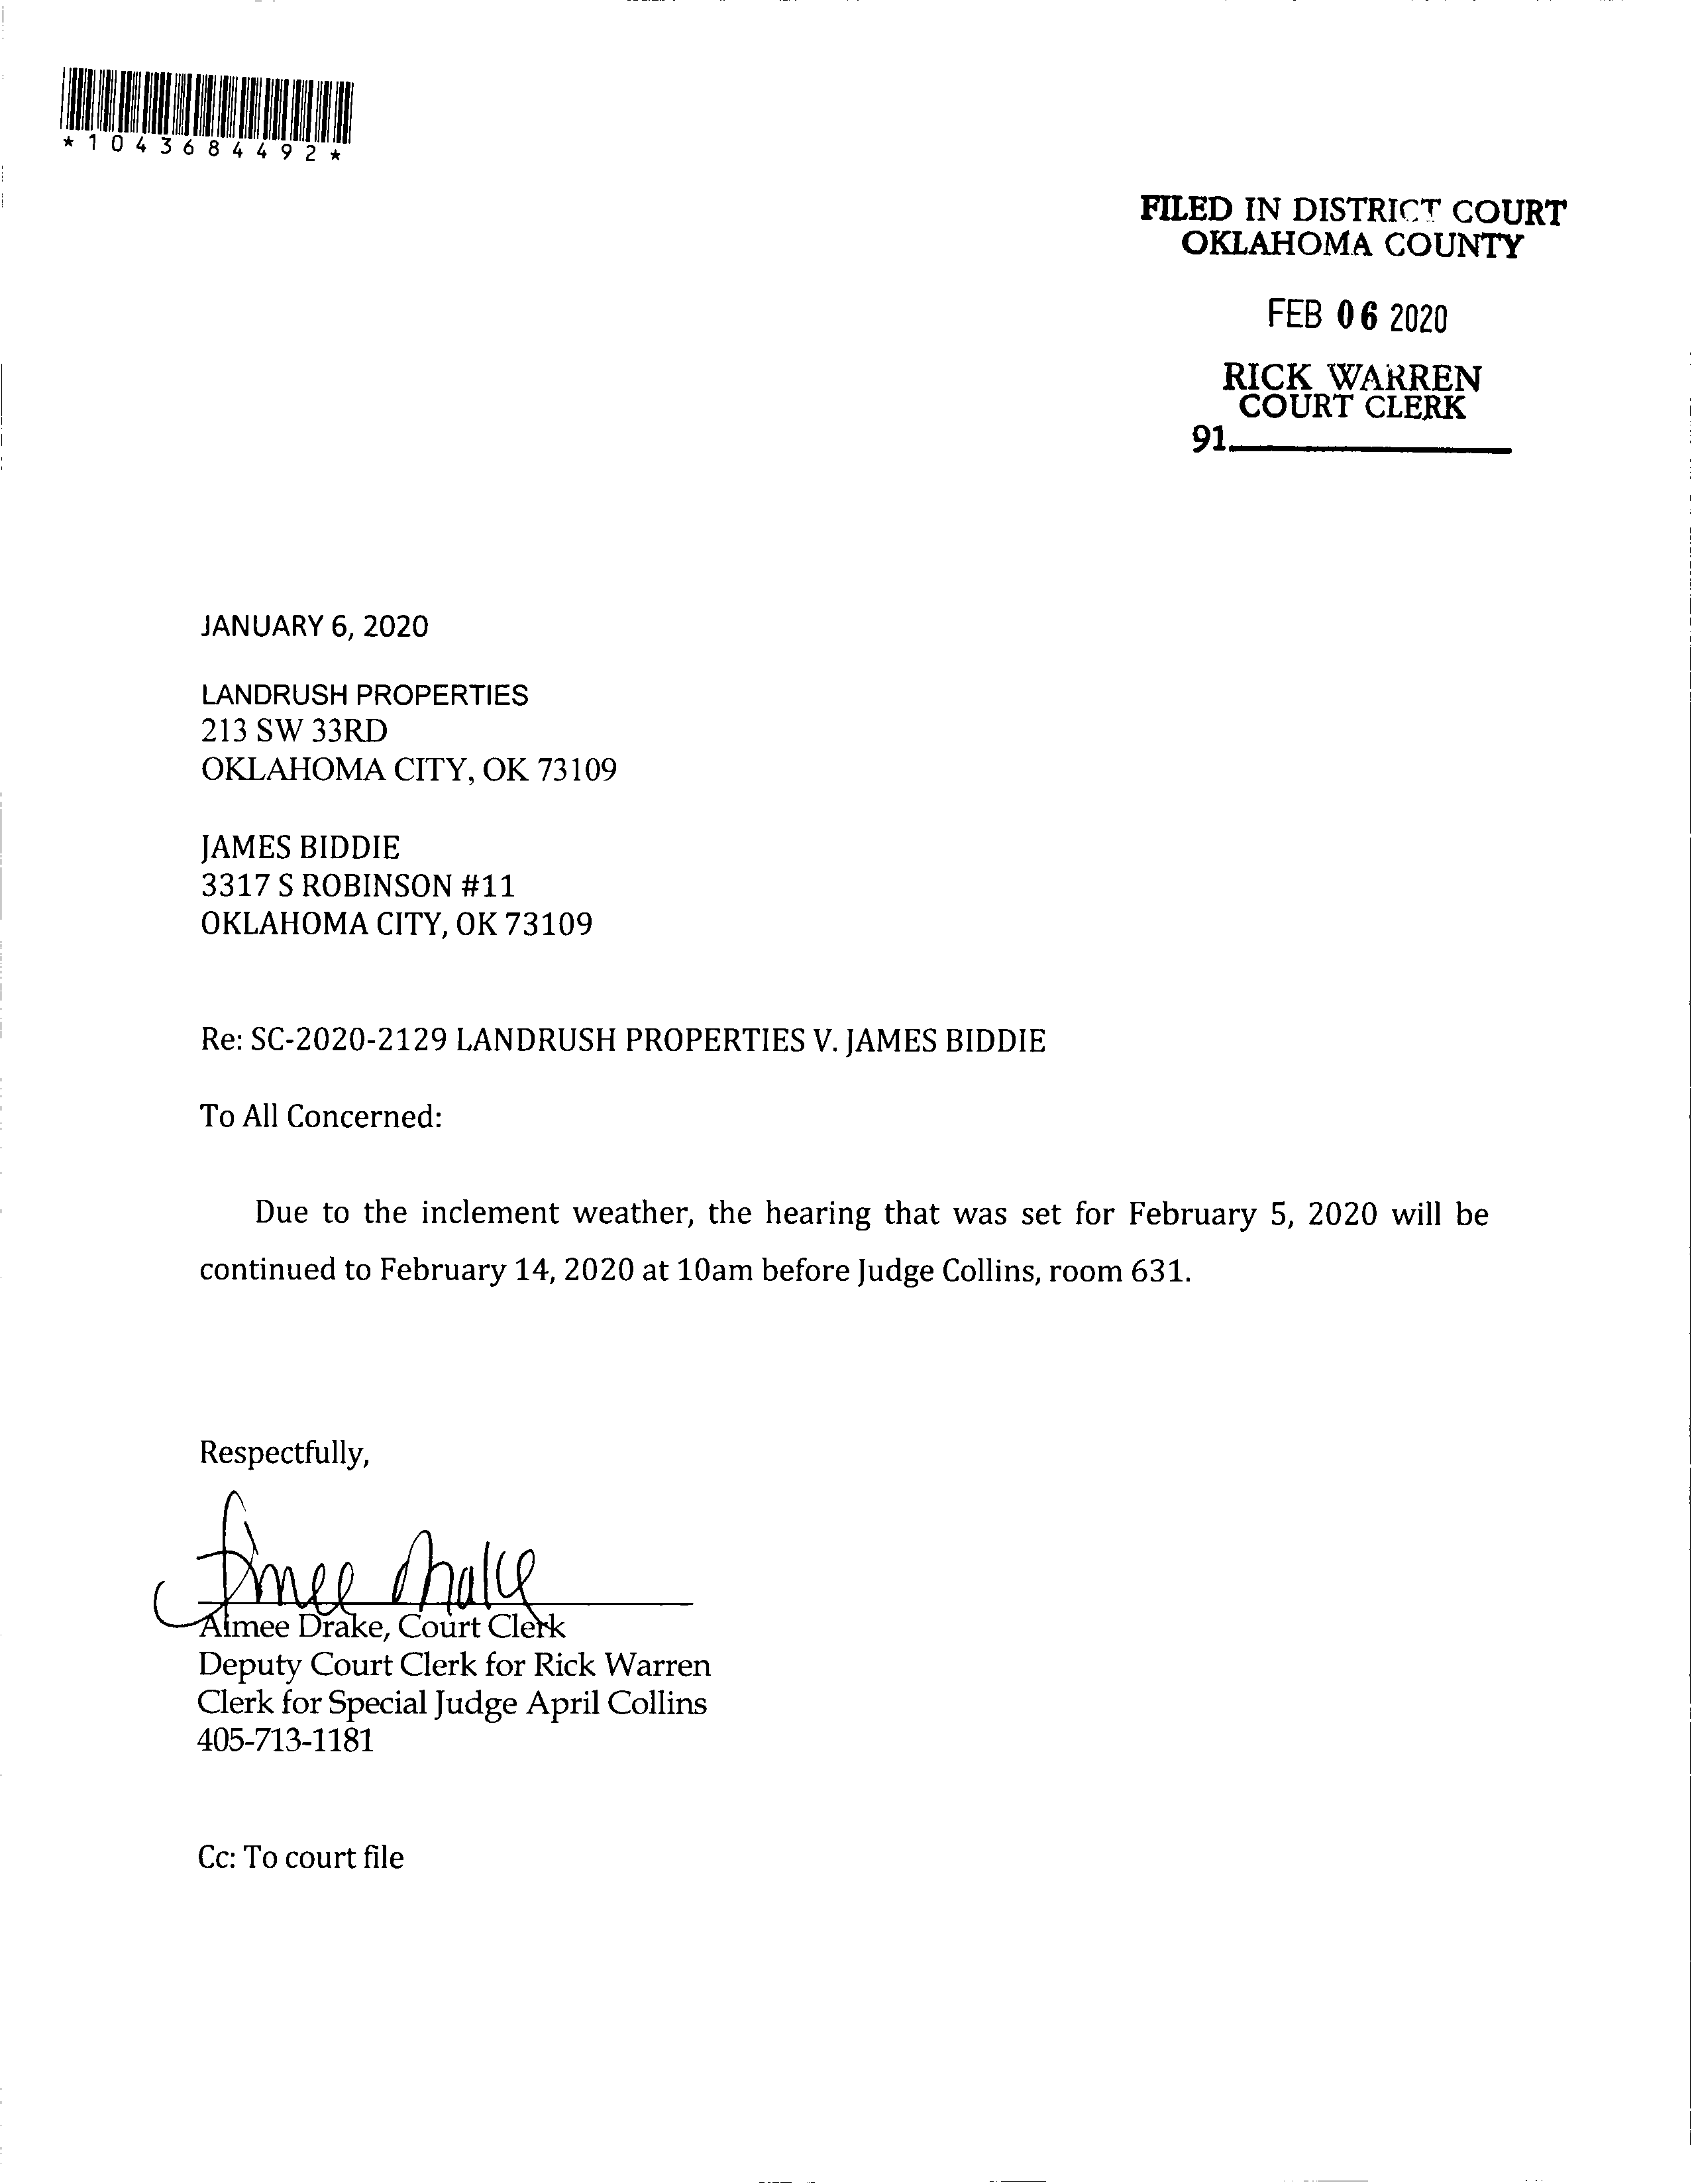 *1043684492*
FILED IN DISTRICT COURT
OKLAHOMA COUNTY
FEB 06 2020
RICK WARREN
COURT CLERK
91
JANUARY 6, 2020
LANDRUSH PROPERTIES
213 SW 33RD
OKLAHOMA CITY, OK 73109
JAMES BIDDIE
3317 S ROBINSON #11
OKLAHOMA CITY, OK 73109
Re: SC-2020-2129 LANDRUSH PROPERTIES V. JAMES BIDDIE
To All Concerned:
Due to the inclement weather, the hearing that was set for February 5, 2020 will be
continued to February 14, 2020 at 10am before Judge Collins, room 631.
Respectfully,
Aimee Drake
Aimee Drake, Court Clerk
Deputy Court Clerk for Rick Warren
Clerk for Special Judge April Collins
405-713-1181
Cc: To court file